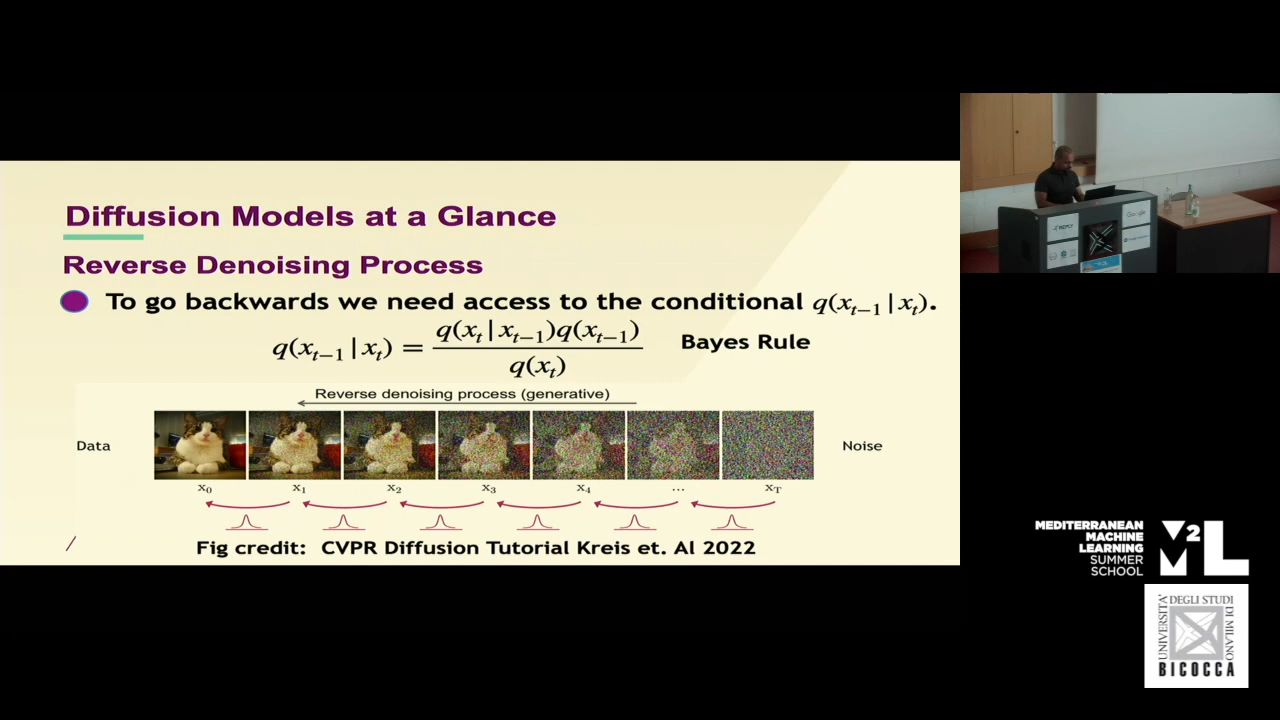 Diffusion Models at a Glance
Reverse Denoising Process
To go backwards we need access to the conditional q(x_{t−1} | x_t).
q(x_{t−1} | x_t) = q(x_t | x_{t−1})q(x_{t−1}) / q(x_t)
Bayes Rule
Reverse denoising process (generative)
Data
Noise
x_0 x_1 x_2 x_3 x_4 ... x_T
Fig credit: CVPR Diffusion Tutorial Kreis et. Al 2022
Google
MEDITERRANEAN
MACHINE
LEARNING
SUMMER
SCHOOL
M2L
UNIVERSITA'
DEGLI STUDI
DI MILANO
BICOCCA